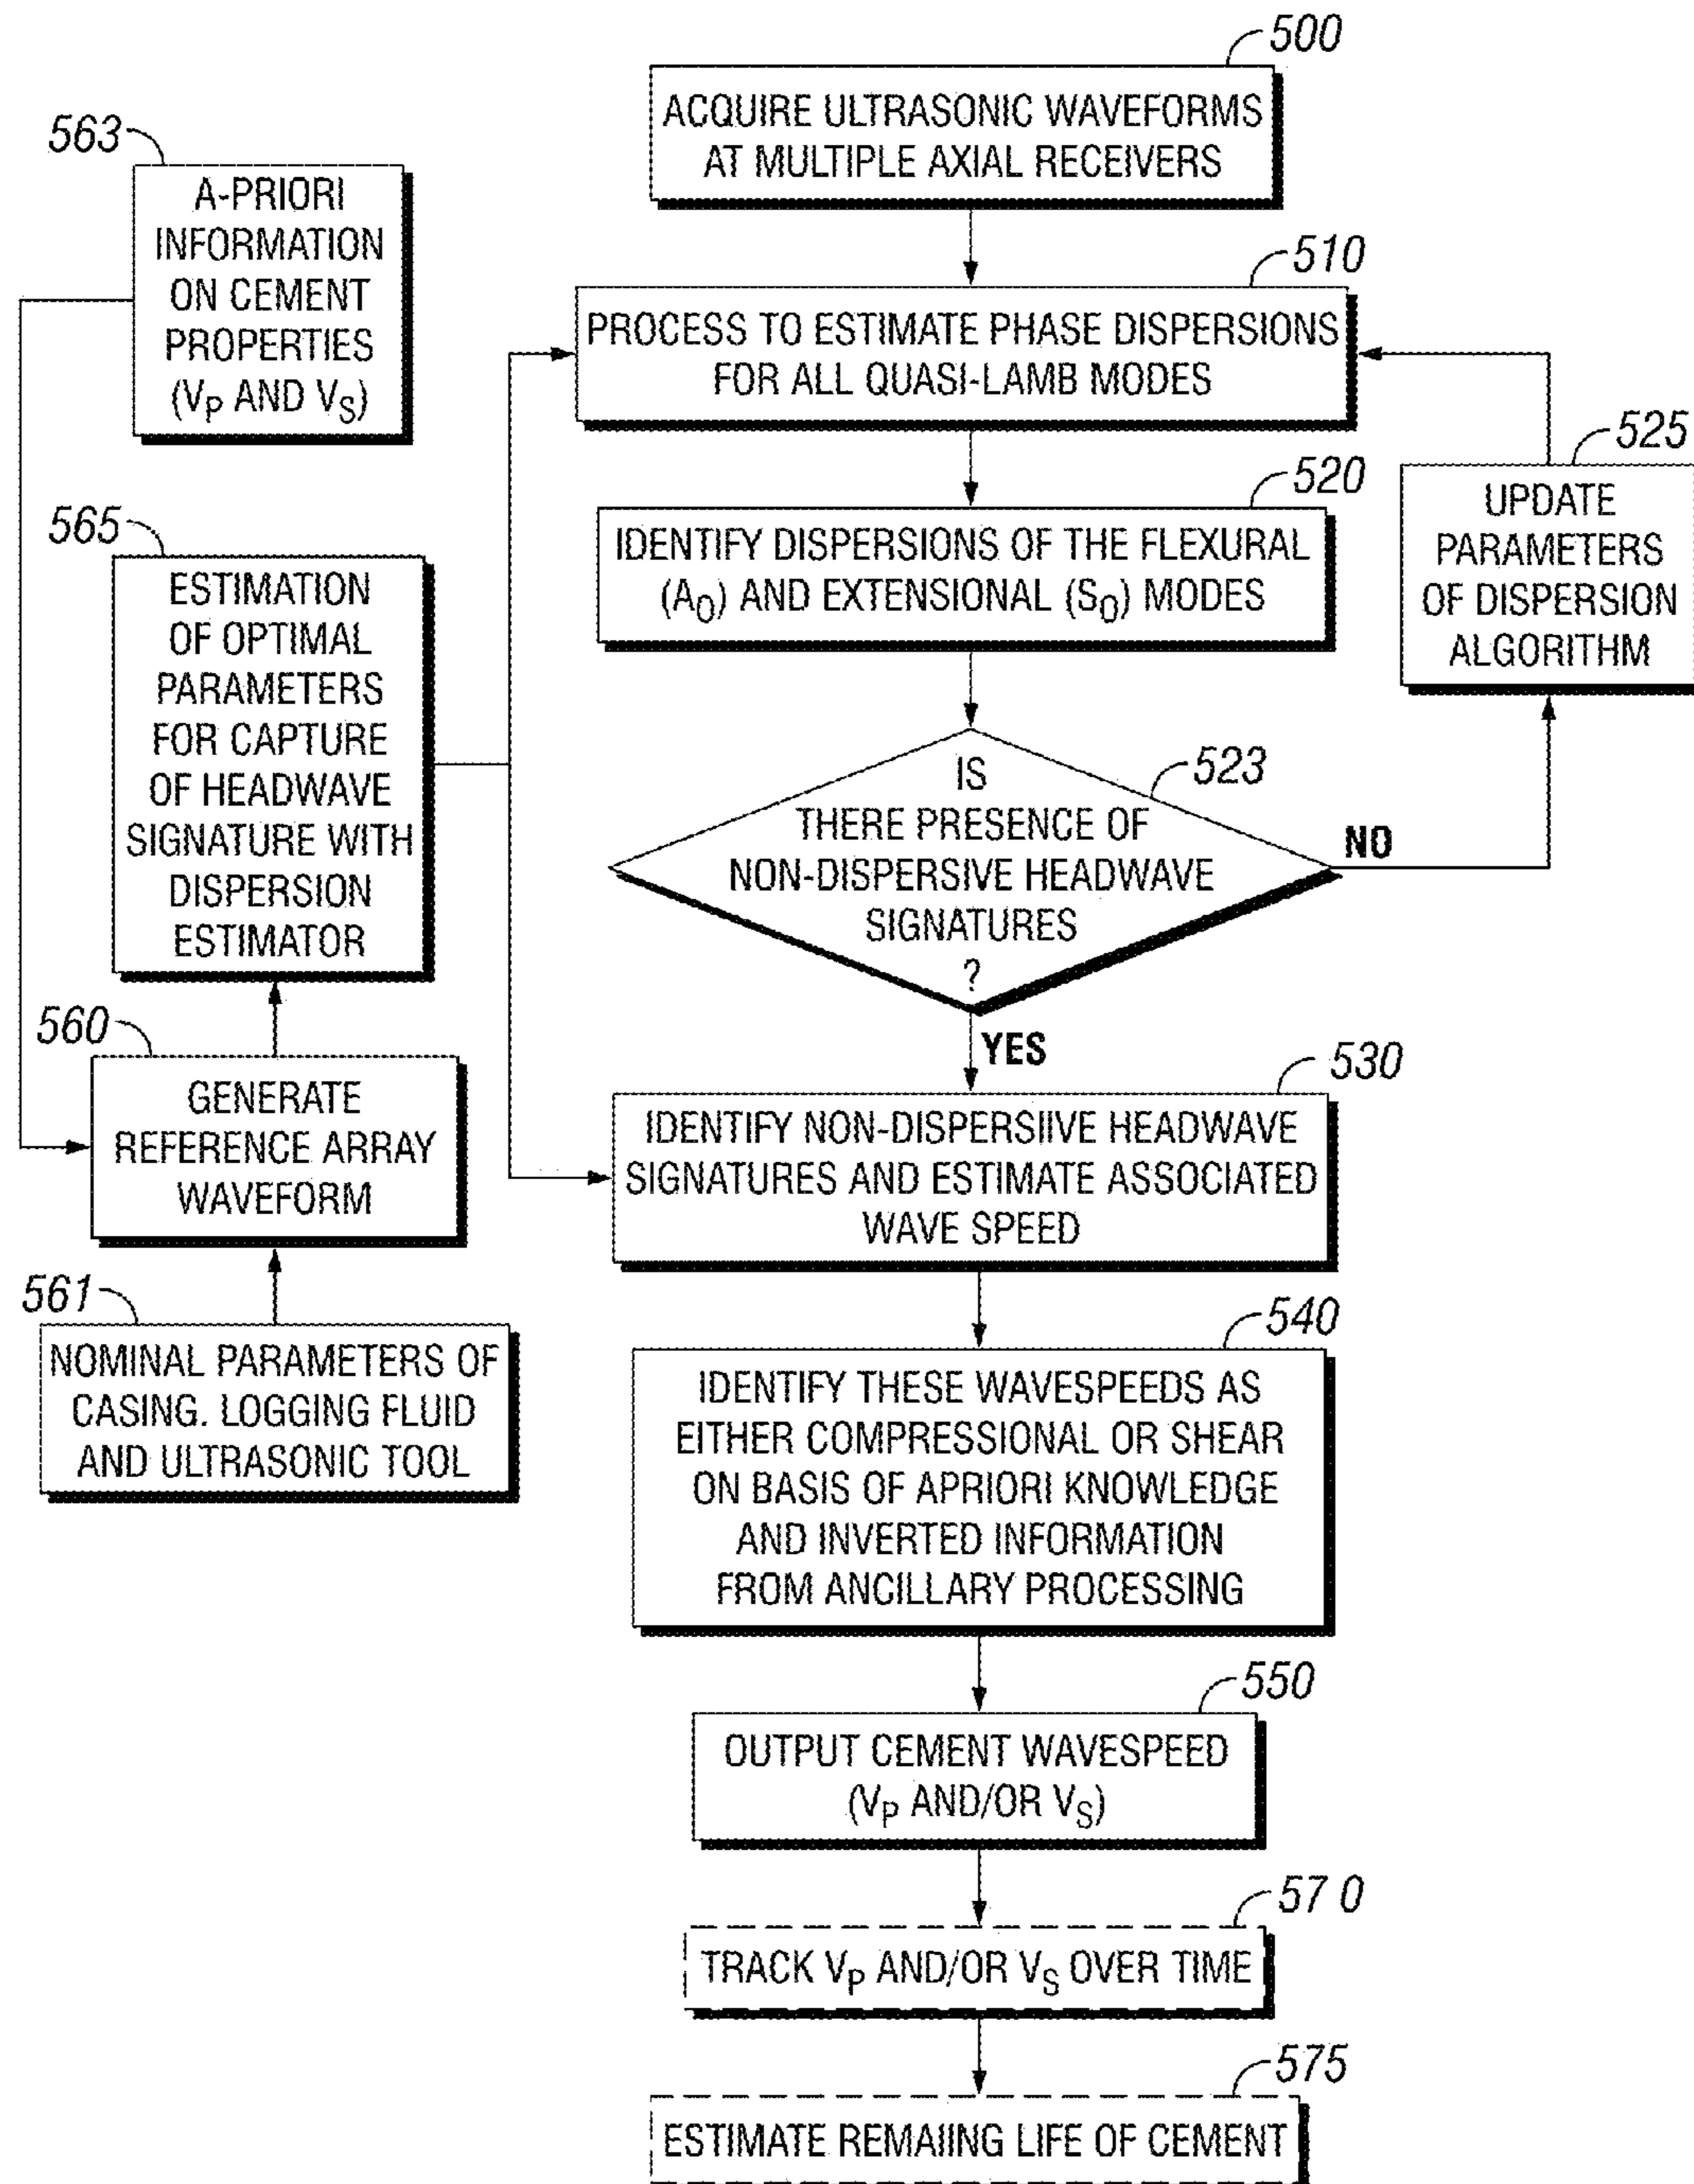 500
ACQUIRE ULTRASONIC WAVEFORMS
AT MULTIPLE AXIAL RECEIVERS
563
A-PRIORI
INFORMATION
ON CEMENT
PROPERTIES
(VP AND VS)
510
PROCESS TO ESTIMATE PHASE DISPERSIONS
FOR ALL QUASI-LAMB MODES
520
IDENTIFY DISPERSIONS OF THE FLEXURAL
(A0) AND EXTENSIONAL (S0) MODES
525
UPDATE
PARAMETERS
OF DISPERSION
ALGORITHM
565
ESTIMATION
OF OPTIMAL
PARAMETERS
FOR CAPTURE
OF HEADWAVE
SIGNATURE WITH
DISPERSION
ESTIMATOR
523
IS
THERE PRESENCE OF
NON-DISPERSIVE HEADWAVE
SIGNATURES
?
NO
YES
560
GENERATE
REFERENCE ARRAY
WAVEFORM
530
IDENTIFY NON-DISPERSIIVE HEADWAVE
SIGNATURES AND ESTIMATE ASSOCIATED
WAVE SPEED
561
NOMINAL PARAMETERS OF
CASING. LOGGING FLUID
AND ULTRASONIC TOOL
540
IDENTIFY THESE WAVESPEEDS AS
EITHER COMPRESSIONAL OR SHEAR
ON BASIS OF APRIORI KNOWLEDGE
AND INVERTED INFORMATION
FROM ANCILLARY PROCESSING
550
OUTPUT CEMENT WAVESPEED
(VP AND/OR VS)
57 0
TRACK VP AND/OR VS OVER TIME
575
ESTIMATE REMAIING LIFE OF CEMENT